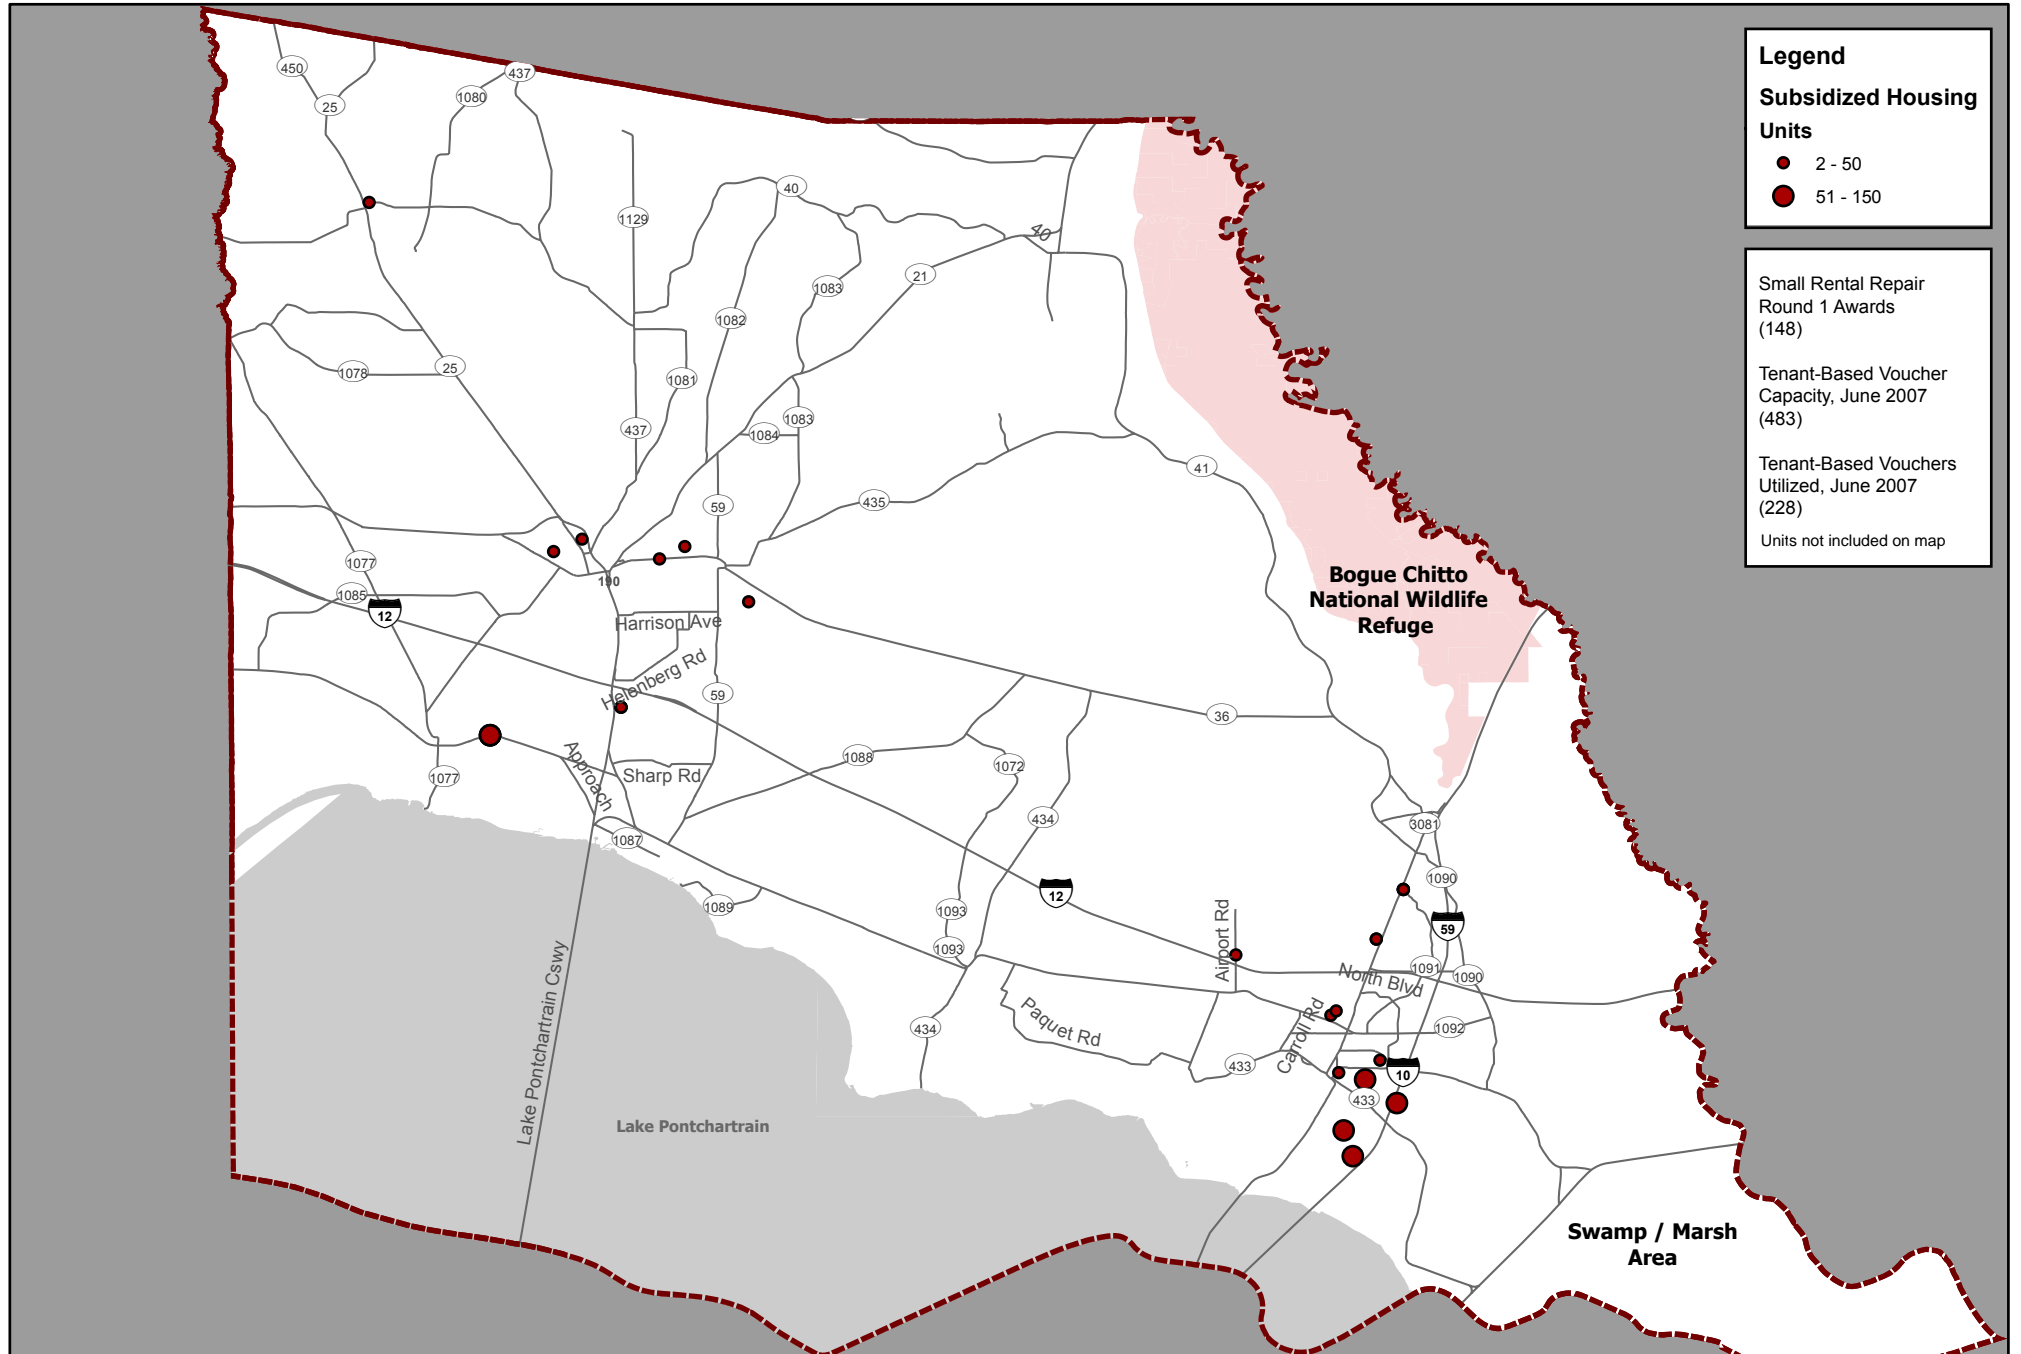 Legend
Subsidized Housing
Units
2 - 50
51 - 150
Small Rental Repair
Round 1 Awards
(148)
Tenant-Based Voucher
Capacity, June 2007
(483)
Tenant-Based Vouchers
Utilized, June 2007
(228)
Units not included on map
450
437
1080
25
40
1129
40
21
1083
1082
25
1078
1081
1083
437
1084
41
435
59
1077
190
Bogue Chitto
National Wildlife
Refuge
1085
12
Harrison Ave
Helenberg Rd
59
36
Approach
1088
1072
1077
Sharp Rd
434
3081
1087
1090
12
1089
1093
59
Airport Rd
1093
1091
1090
North Blvd
Lake Pontchartrain Cswy
Paquet Rd
Carroll Rd
434
1092
433
10
433
Lake Pontchartrain
Swamp / Marsh
Area